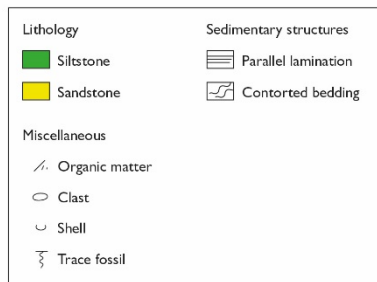 Lithology
Siltstone
Sandstone
Sedimentary structures
Parallel lamination
Contorted bedding
Miscellaneous
Organic matter
Clast
Shell
Trace fossil